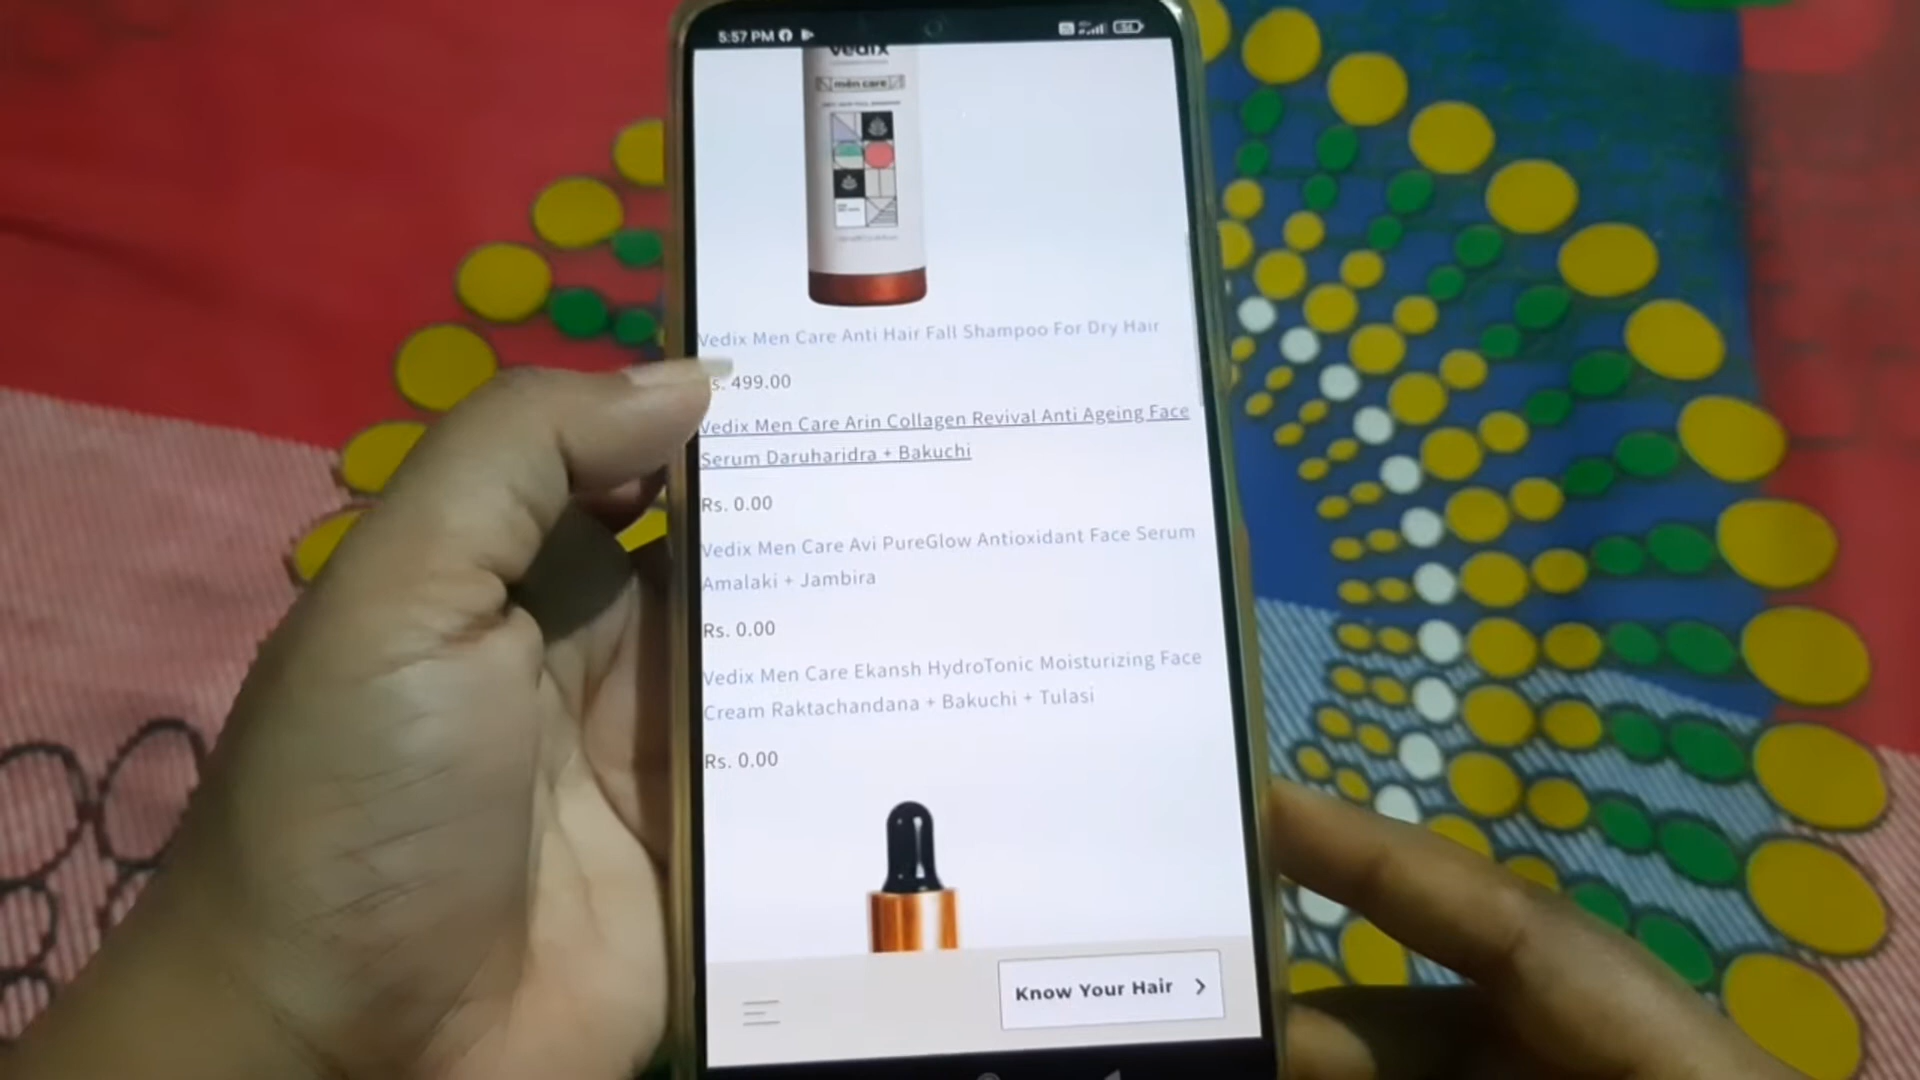 5:57 PM
vedix
men care
Vedix Men Care Anti Hair Fall Shampoo For Dry Hair
s. 499.00
Vedix Men Care Arin Collagen Revival Anti Ageing Face
Serum Daruharidra + Bakuchi
Rs. 0.00
Vedix Men Care Avi PureGlow Antioxidant Face Serum
Amalaki + Jambira
Rs. 0.00
Vedix Men Care Ekansh HydroTonic Moisturizing Face
Cream Raktachandana + Bakuchi + Tulasi
Rs. 0.00
Know Your Hair